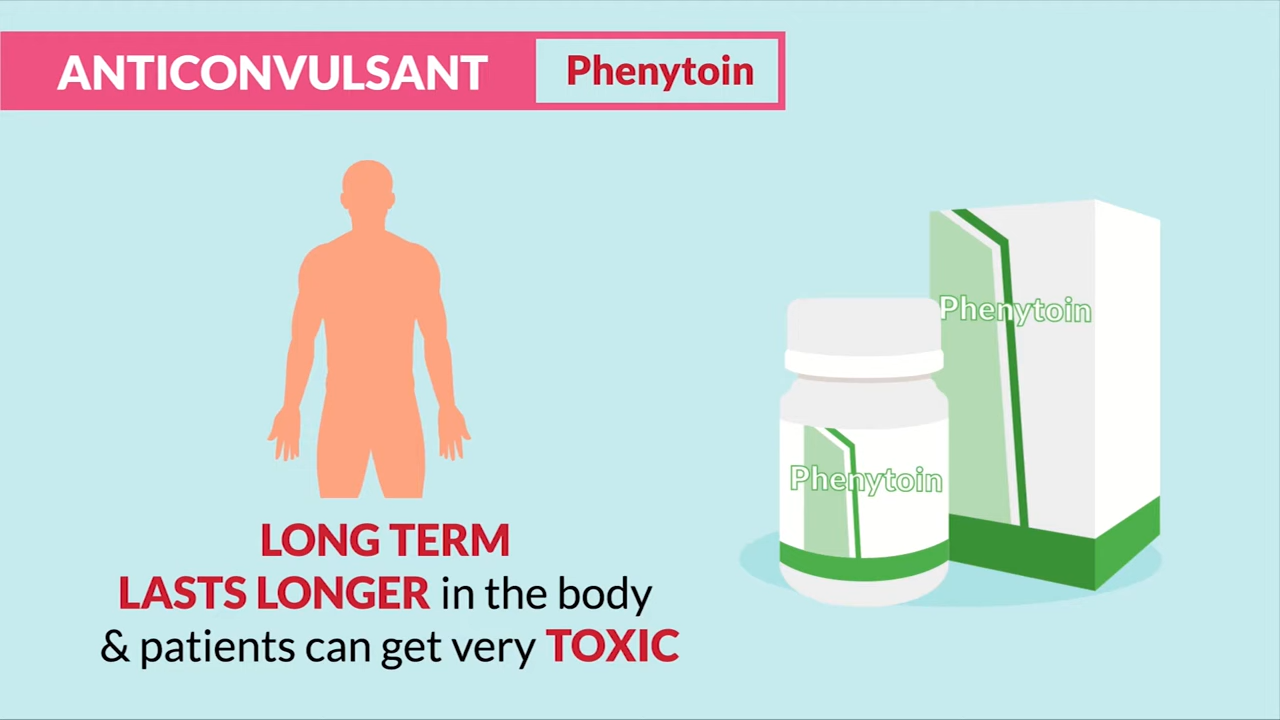 ANTICONVULSANT Phenytoin
Phenytoin
Phenytoin
LONG TERM
LASTS LONGER in the body
& patients can get very TOXIC